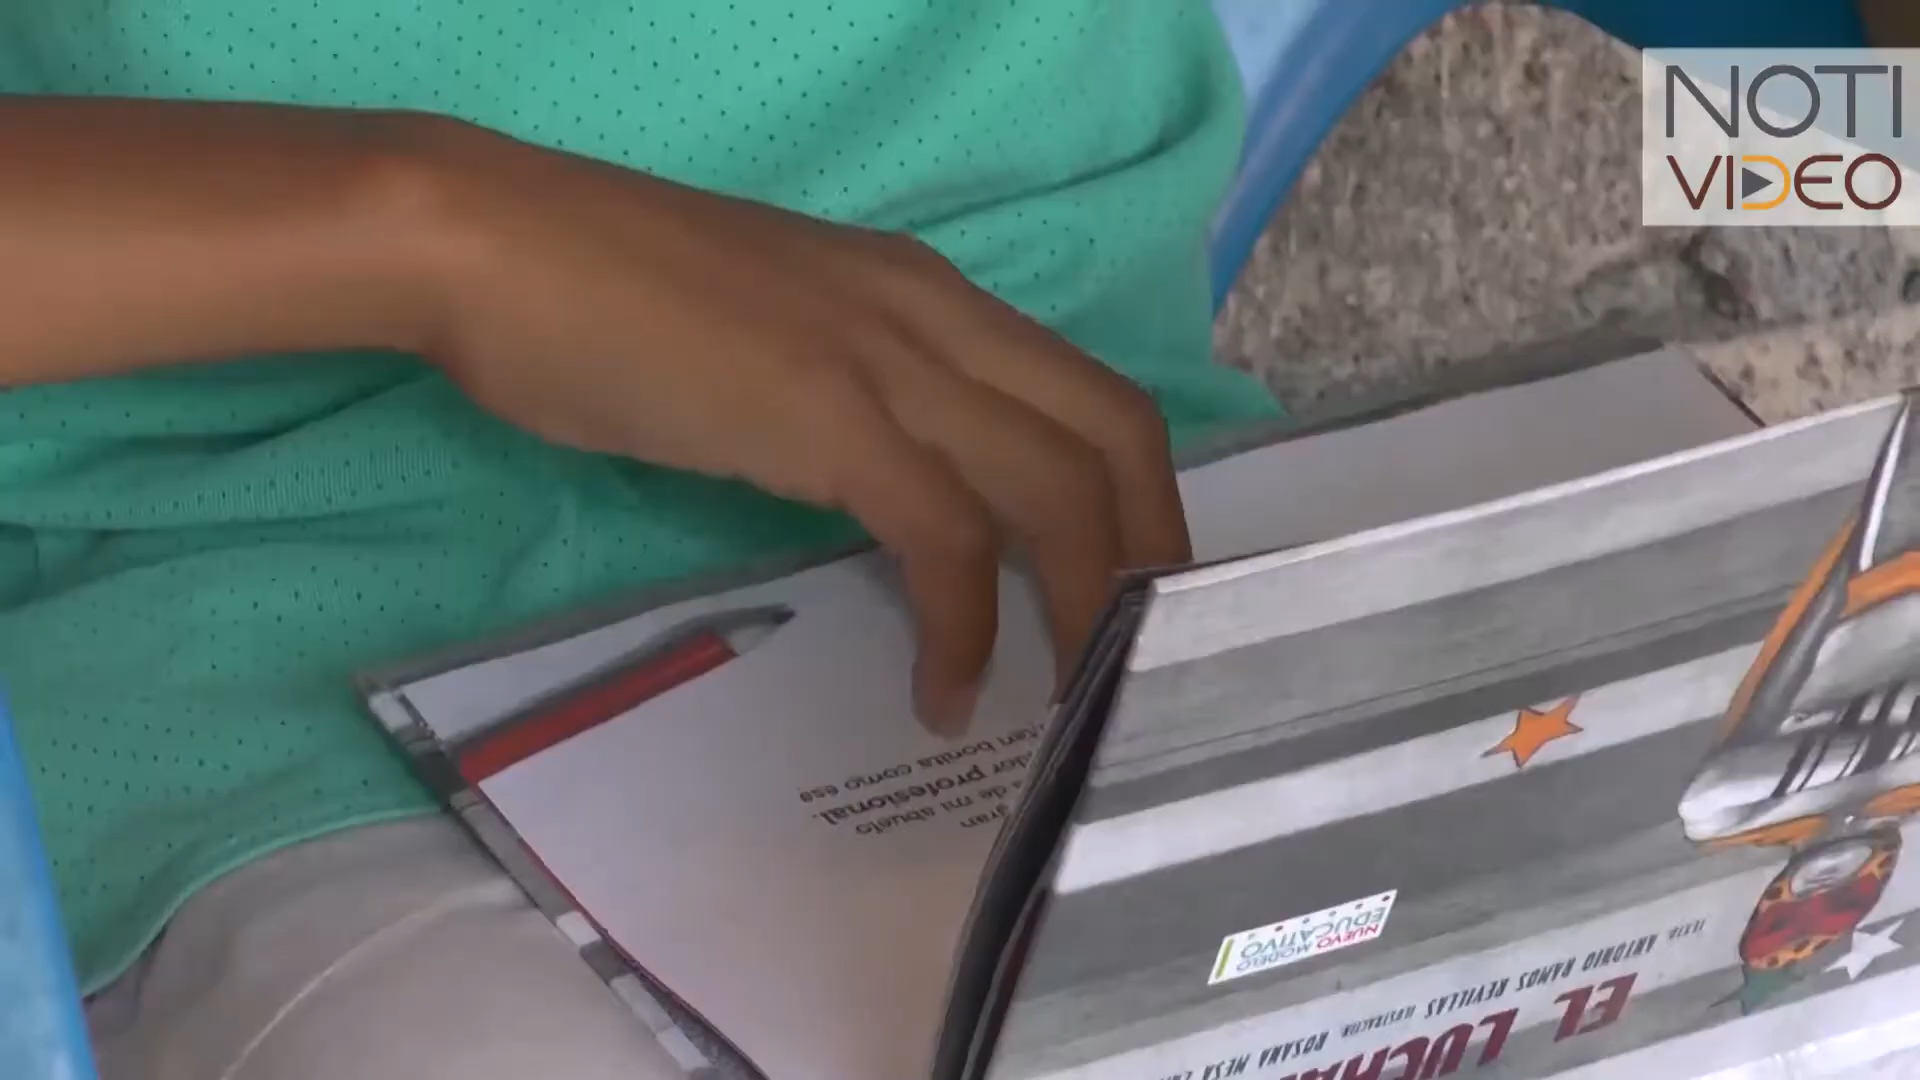 NOTI
VIDEO
gran
de mi abuelo
profesional.
tan bonita como esa
EL
TEXTO ANTONIO RAMOS REVILLAS ILUSTRACIÓN ROSANA MESA
NUEVO MODELO
EDUCATIVO